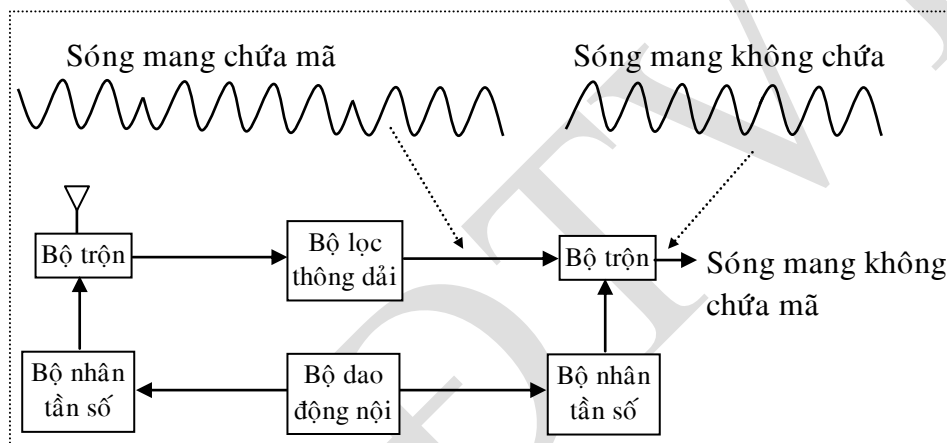 Sóng mang chứa mã
Sóng mang không chứa
Bộ trộn
Bộ lọc
thông dải
Bộ trộn
Sóng mang không
chứa mã
Bộ nhân
tần số
Bộ dao
động nội
Bộ nhân
tần số